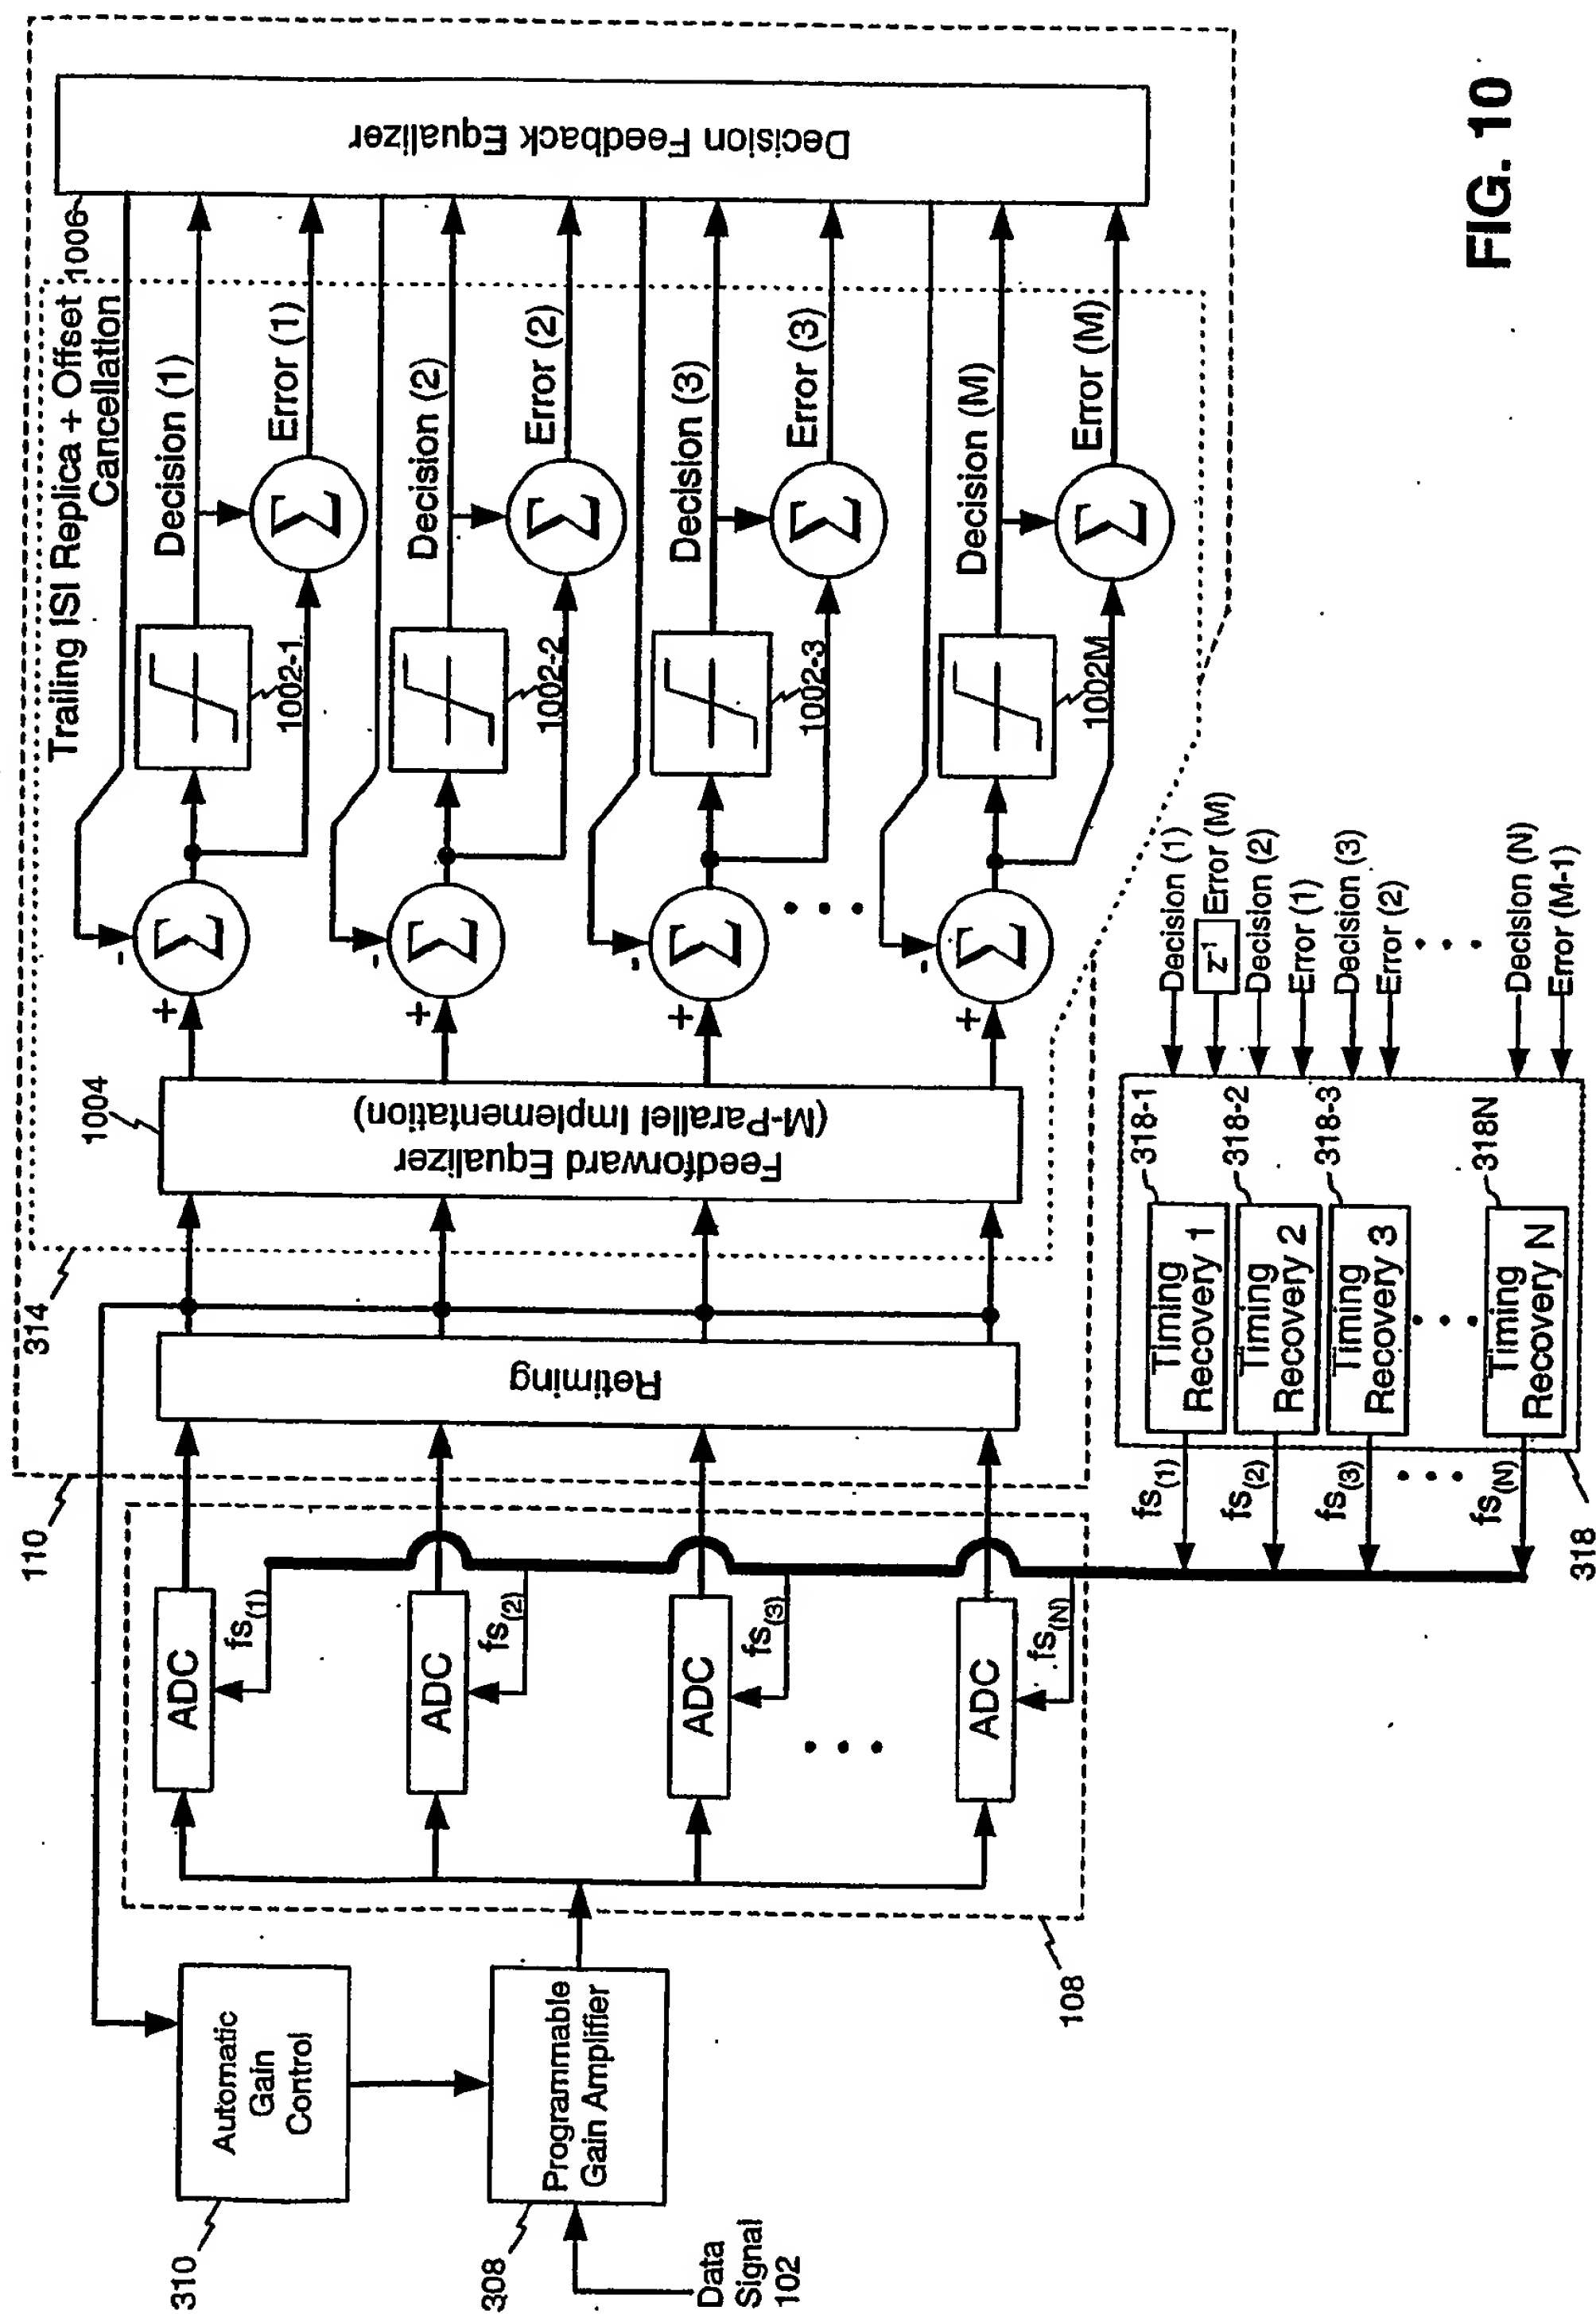 310
Automatic
Gain
Control
308
Programmable
Gain Amplifier
Data
Signal
102
108
ADC
fs(1)
ADC
fs(2)
ADC
fs(3)
ADC
fs(N)
110
Retiming
314
1004
Feedforward Equalizer
(M-Parallel Implementation)
+
-
Σ
+
-
Σ
+
-
Σ
+
-
Σ
1002-1
1002-2
1002-3
1002M
Trailing ISI Replica + Offset
Cancellation
Decision (1)
Σ
Error (1)
Decision (2)
Σ
Error (2)
Decision (3)
Σ
Error (3)
Decision (M)
Σ
Error (M)
1006
Decision Feedback Equalizer
fs(1)
fs(2)
fs(3)
fs(N)
318
Timing
Recovery 1
318-1
Timing
Recovery 2
318-2
Timing
Recovery 3
318-3
Timing
Recovery N
318N
Decision (1)
z-1
Error (M)
Decision (2)
Error (1)
Decision (3)
Error (2)
Decision (N)
Error (M-1)
FIG. 10